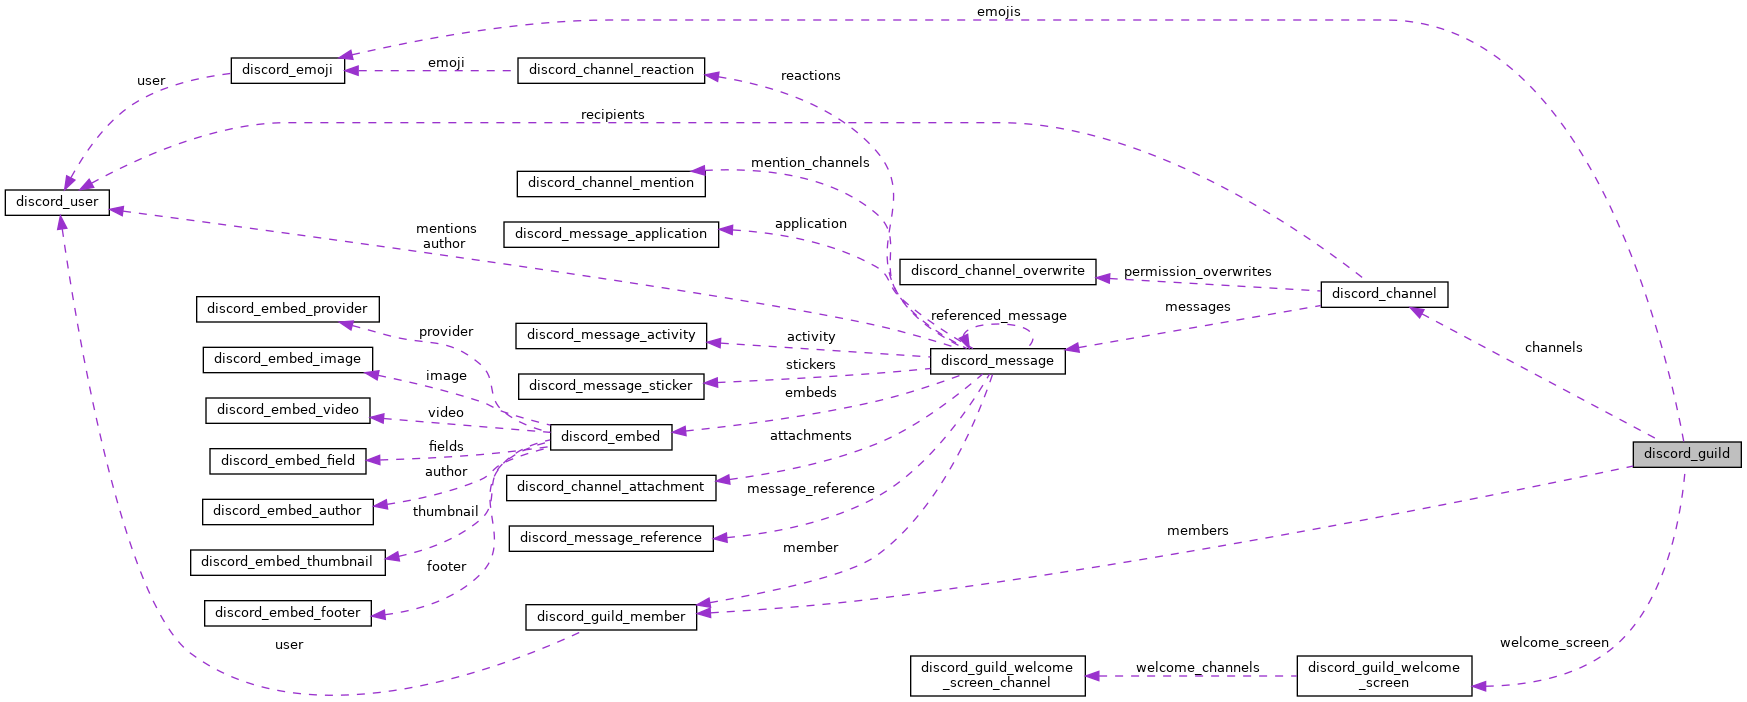 emojis
discord_emoji
emoji
discord_channel_reaction
reactions
user
recipients
mention_channels
discord_channel_mention
discord_user
application
mentions
author
discord_message_application
discord_channel_overwrite
permission_overwrites
discord_channel
discord_embed_provider
messages
referenced_message
provider
discord_message_activity
activity
channels
discord_embed_image
discord_message
stickers
image
discord_message_sticker
embeds
discord_embed_video
video
discord_embed
attachments
fields
discord_guild
discord_embed_field
author
discord_channel_attachment
message_reference
discord_embed_author
thumbnail
members
discord_message_reference
member
discord_embed_thumbnail
footer
discord_embed_footer
discord_guild_member
user
welcome_screen
discord_guild_welcome
_screen_channel
welcome_channels
discord_guild_welcome
_screen